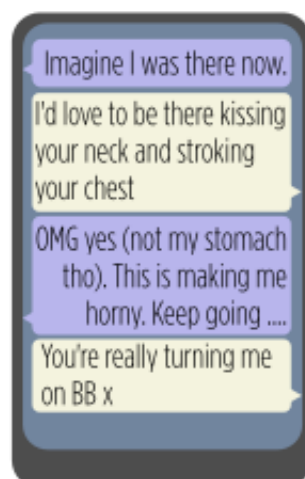 Imagine I was there now.
I'd love to be there kissing
your neck and stroking
your chest
OMG yes (not my stomach
tho). This is making me
horny. Keep going ....
You're really turning me
on BB x